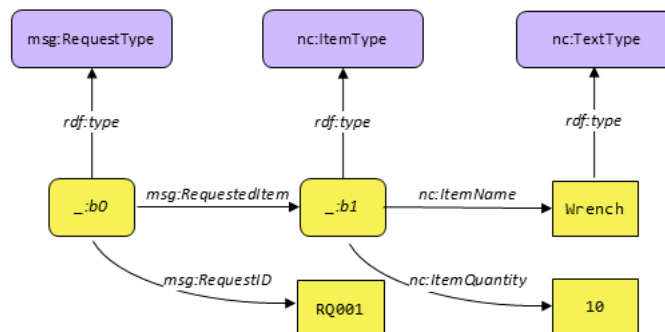 msg:RequestType
nc:ItemType
nc:TextType
rdf:type
rdf:type
rdf:type
_:b0
msg:RequestedItem
_:b1
nc:ItemName
Wrench
msg:RequestID
nc:ItemQuantity
RQ001
10